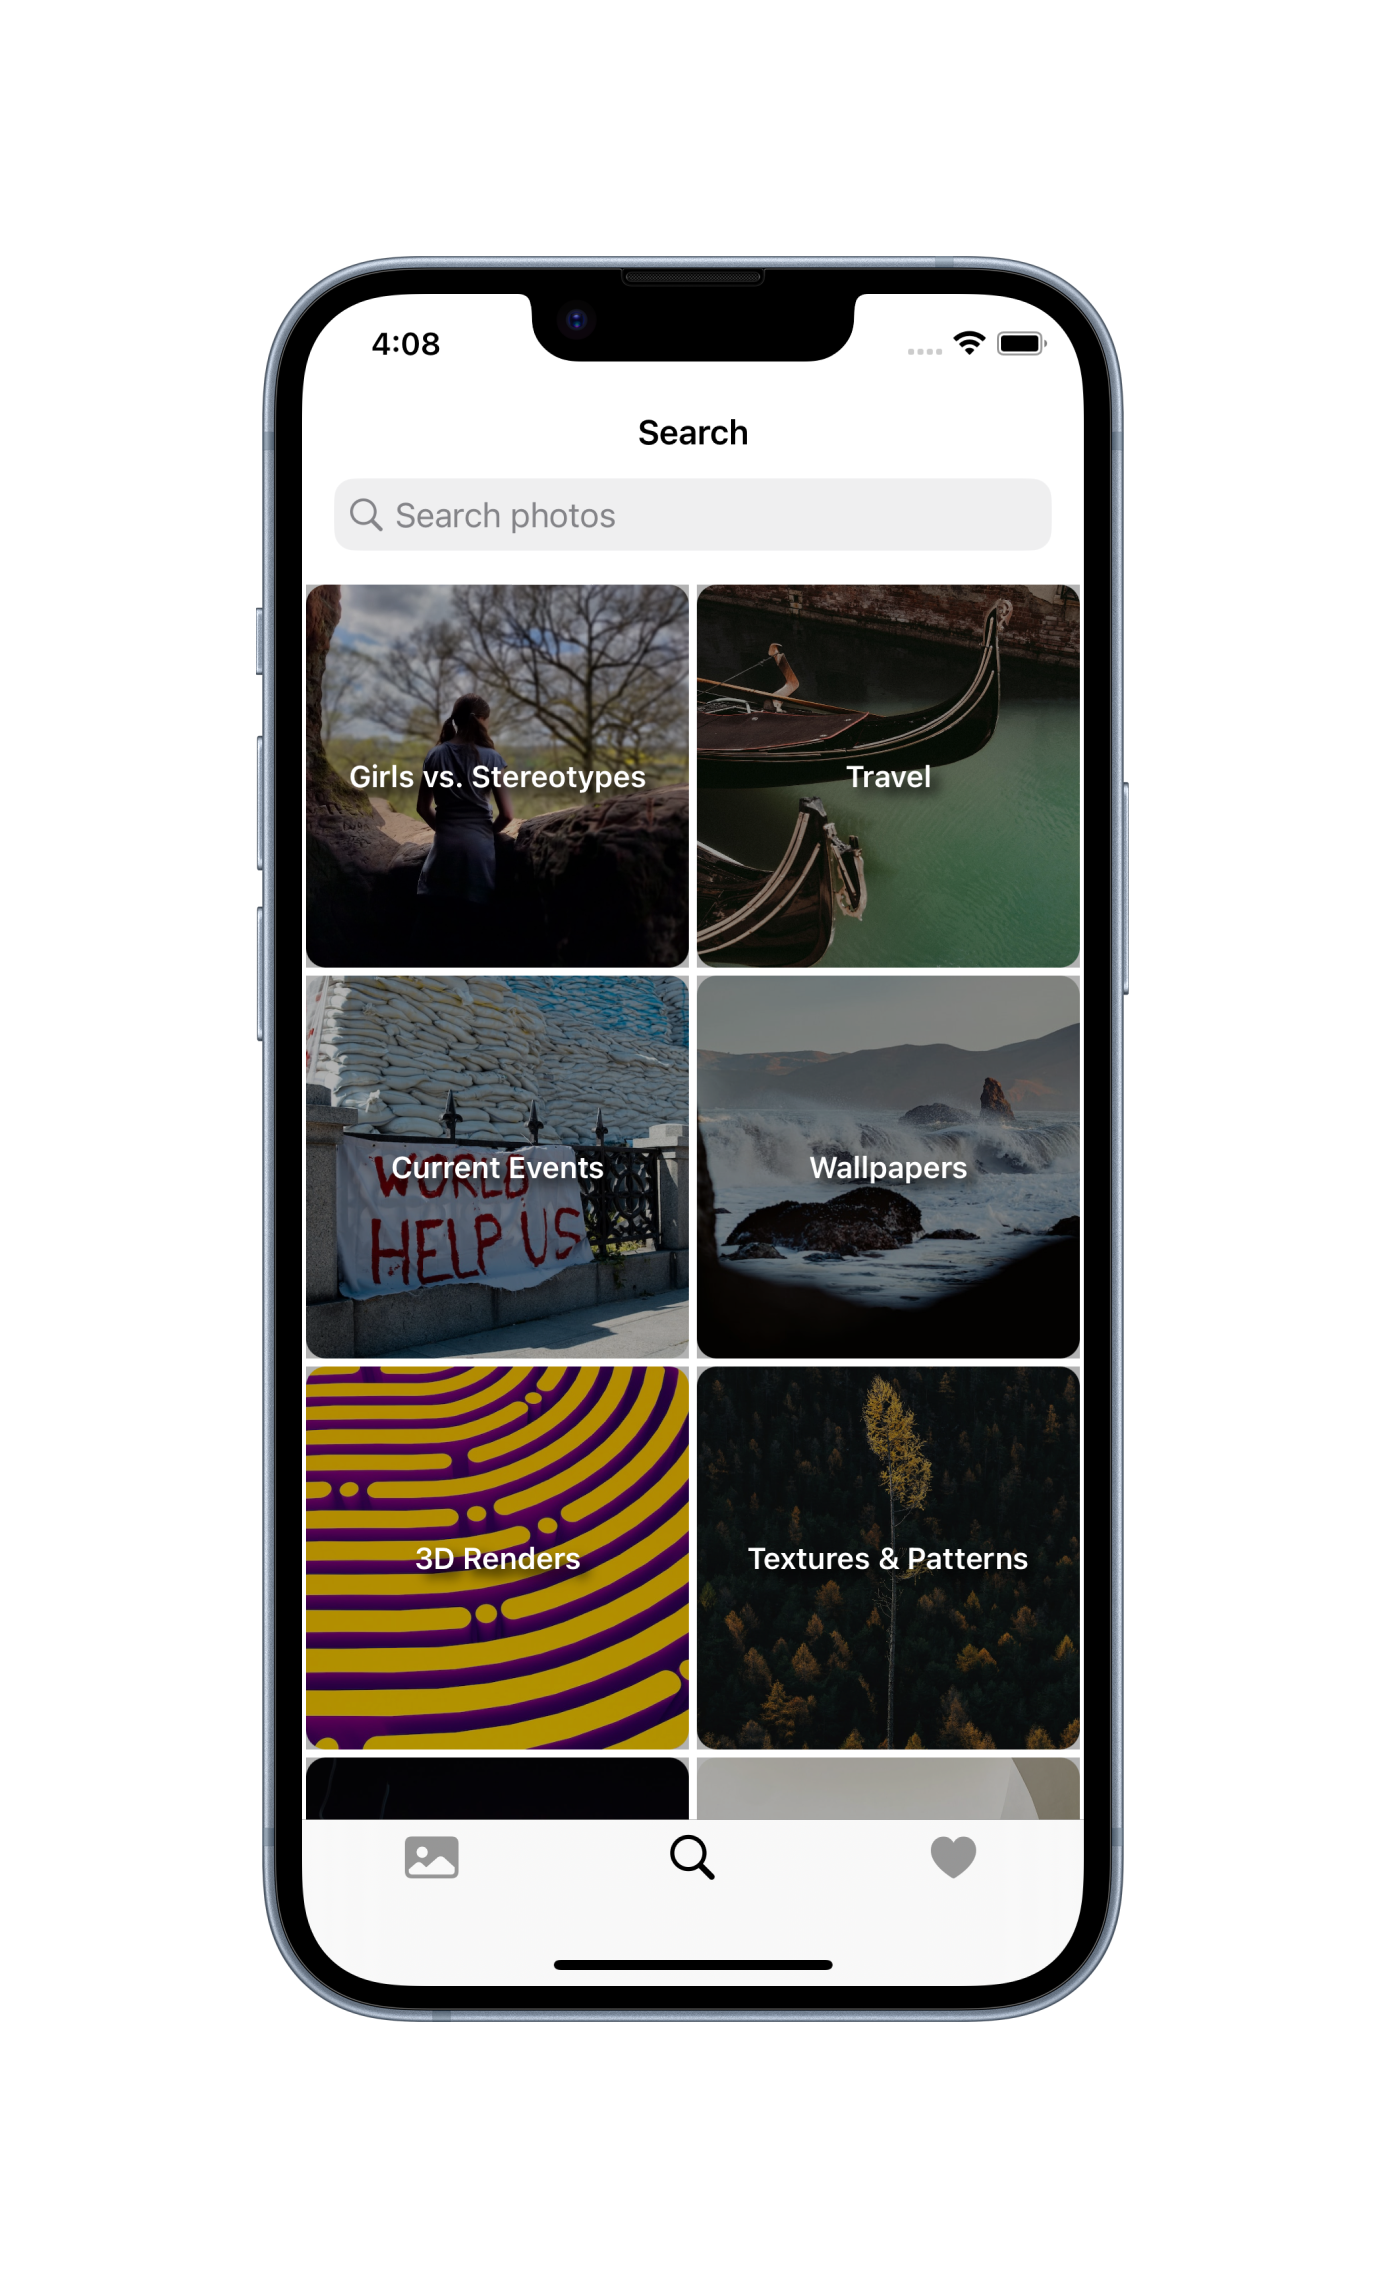 4:08
Search
Search photos
Girls vs. Stereotypes
Travel
Current Events
WORLD
HELP US
Wallpapers
3D Renders
Textures & Patterns